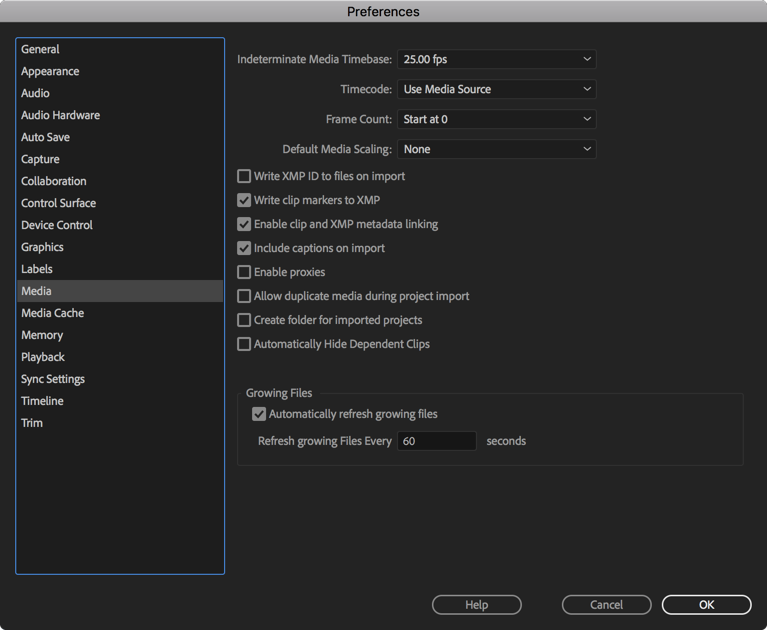 Preferences
General
Appearance
Audio
Audio Hardware
Auto Save
Capture
Collaboration
Control Surface
Device Control
Graphics
Labels
Media
Media Cache
Memory
Playback
Sync Settings
Timeline
Trim
Indeterminate Media Timebase: 25.00 fps
Timecode: Use Media Source
Frame Count: Start at 0
Default Media Scaling: None
Write XMP ID to files on import
Write clip markers to XMP
Enable clip and XMP metadata linking
Include captions on import
Enable proxies
Allow duplicate media during project import
Create folder for imported projects
Automatically Hide Dependent Clips
Growing Files
Automatically refresh growing files
Refresh growing Files Every 60 seconds
Help Cancel OK